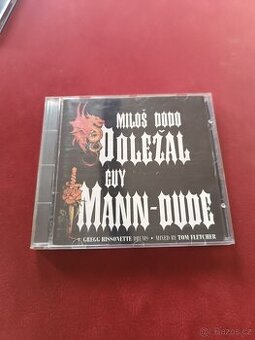 MILOŠ DODO
DOLEŽAL
GUY
MANN-DUDE
GREGG BISSONETTE DRUMS • MIXED BY TOM FLETCHER